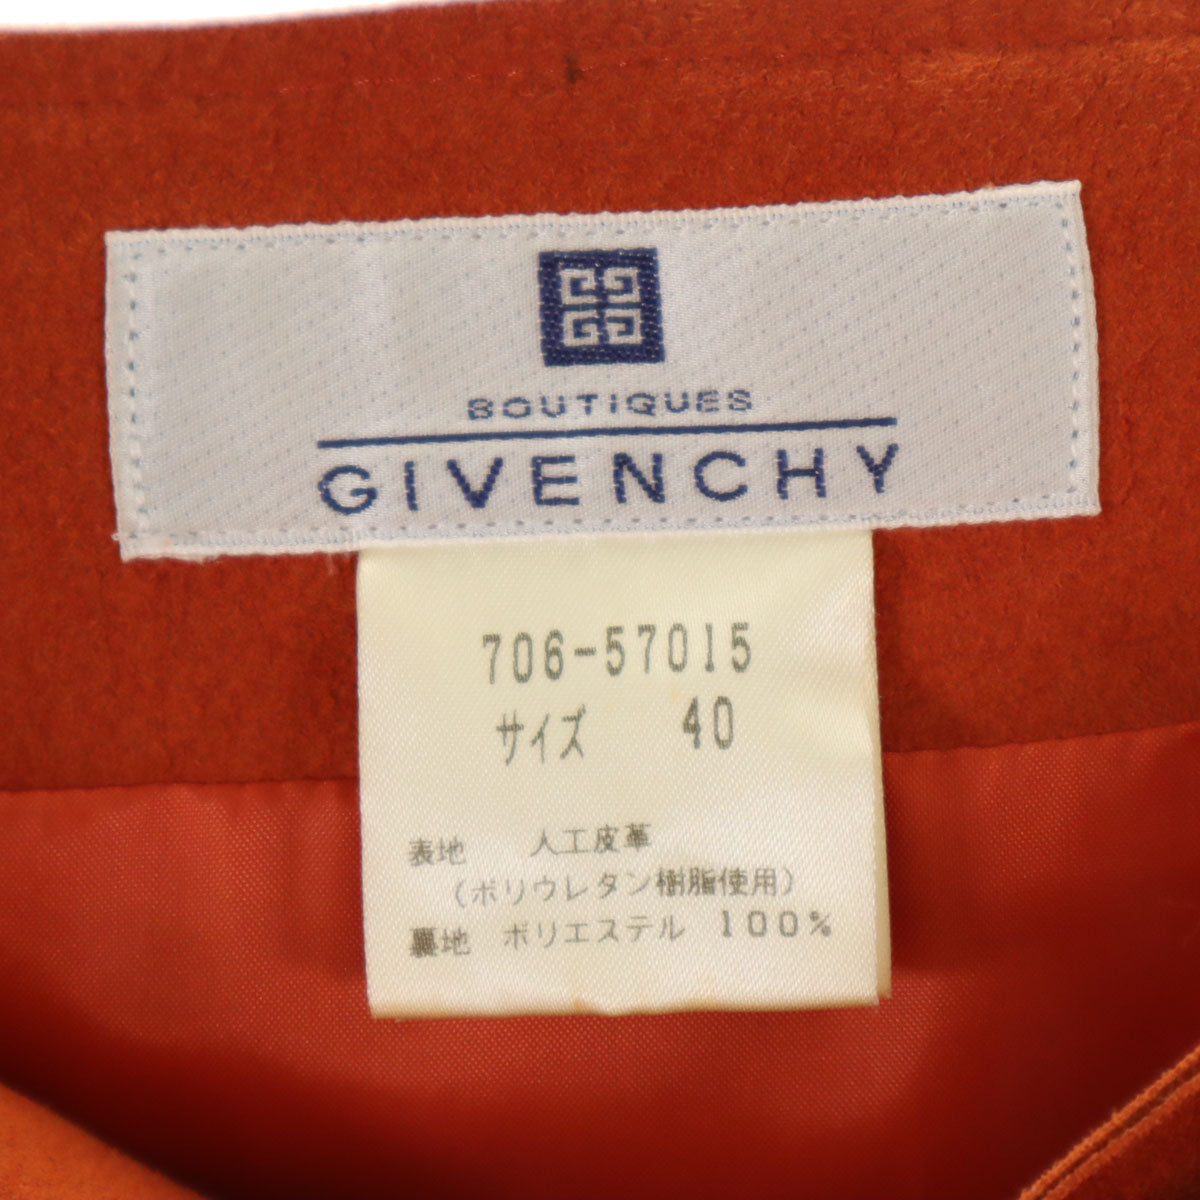 BOUTIQUES
GIVENCHY
706-57015
サイズ 40
表地 人工皮革
(ポリウレタン樹脂使用)
裏地 ポリエステル 100%